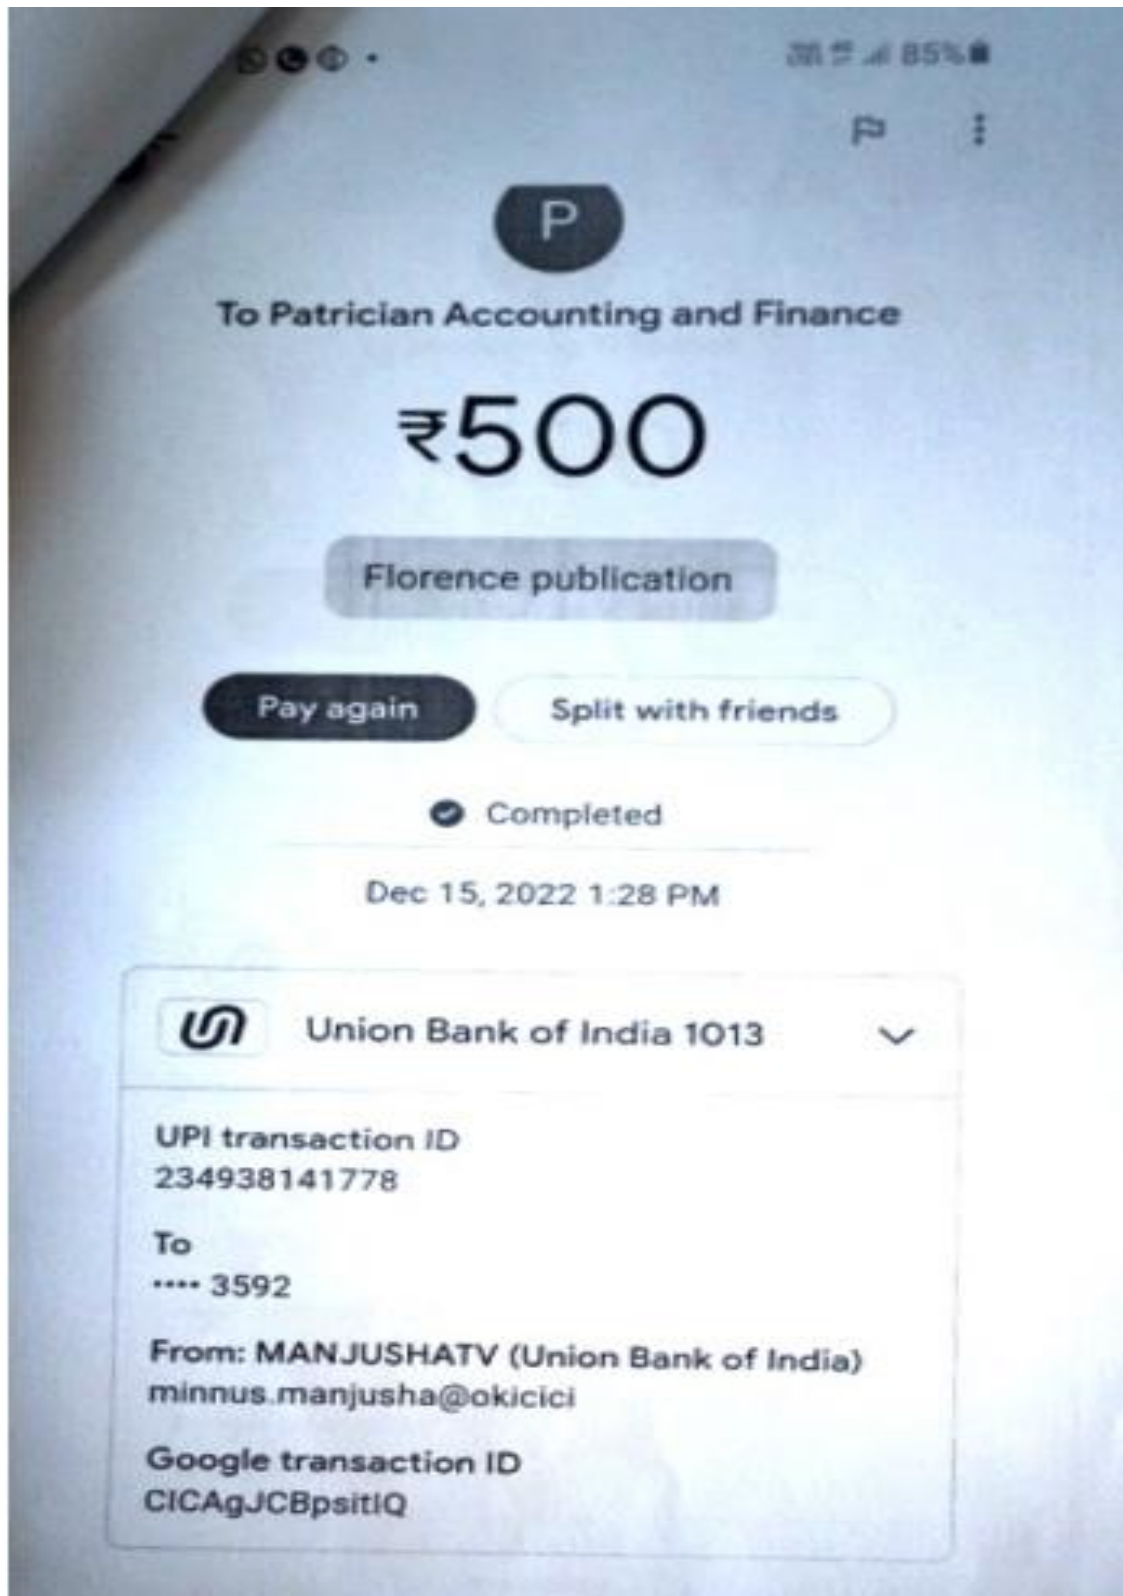 85%
P
To Patrician Accounting and Finance
₹500
Florence publication
Pay again
Split with friends
Completed
Dec 15, 2022 1:28 PM
Union Bank of India 1013
UPI transaction ID
234938141778
To
•••• 3592
From: MANJUSHATV (Union Bank of India)
minnus.manjusha@okicici
Google transaction ID
CICAgJCBpsitIQ